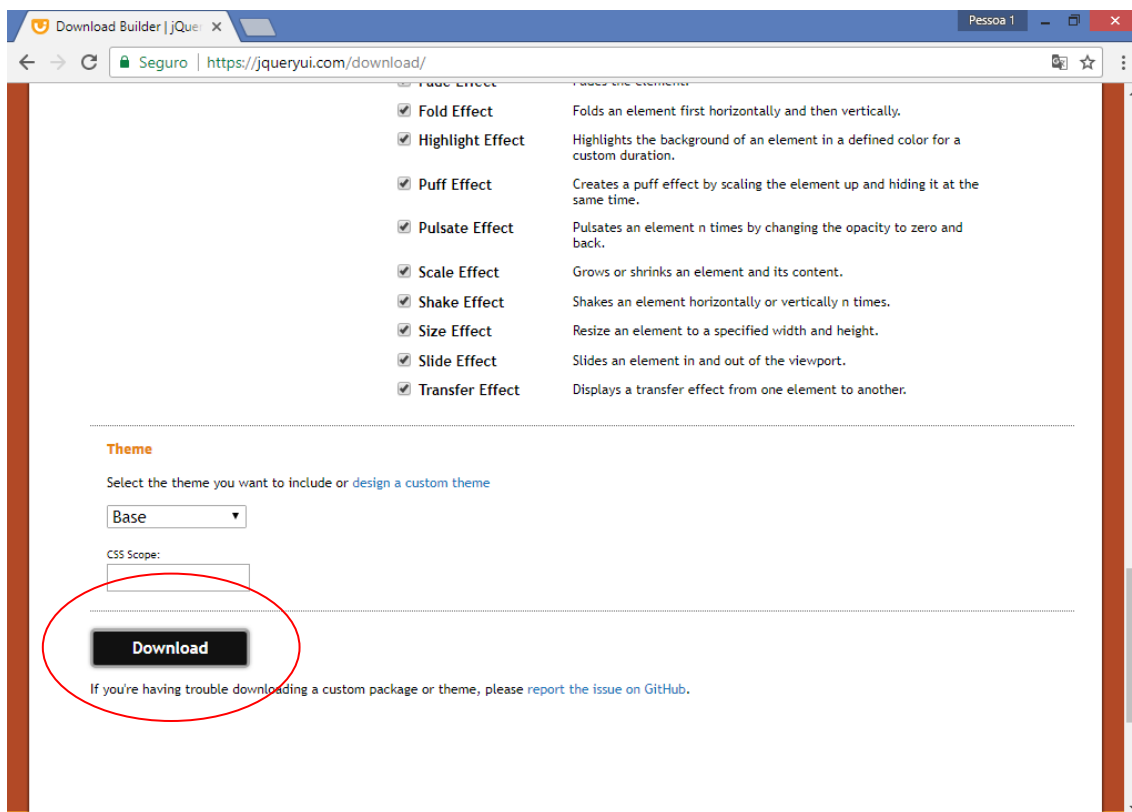 Download Builder | jQuer
Pessoa 1
Seguro | https://jqueryui.com/download/
Fold Effect Folds an element first horizontally and then vertically.
Highlight Effect Highlights the background of an element in a defined color for a
custom duration.
Puff Effect Creates a puff effect by scaling the element up and hiding it at the
same time.
Pulsate Effect Pulsates an element n times by changing the opacity to zero and
back.
Scale Effect Grows or shrinks an element and its content.
Shake Effect Shakes an element horizontally or vertically n times.
Size Effect Resize an element to a specified width and height.
Slide Effect Slides an element in and out of the viewport.
Transfer Effect Displays a transfer effect from one element to another.
Theme
Select the theme you want to include or design a custom theme
Base
CSS Scope:
Download
If you're having trouble downloading a custom package or theme, please report the issue on GitHub.